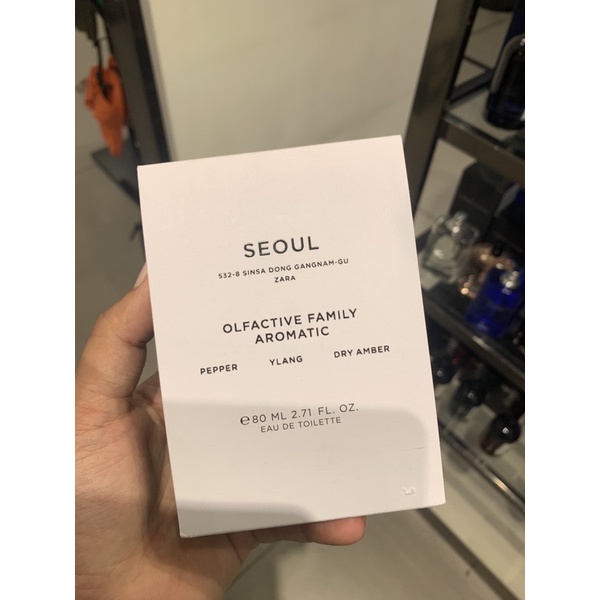 SEOUL
532-8 SINSA DONG GANGNAM-GU
ZARA
OLFACTIVE FAMILY
AROMATIC
PEPPER YLANG DRY AMBER
℮80 ML 2.71 FL. OZ.
EAU DE TOILETTE